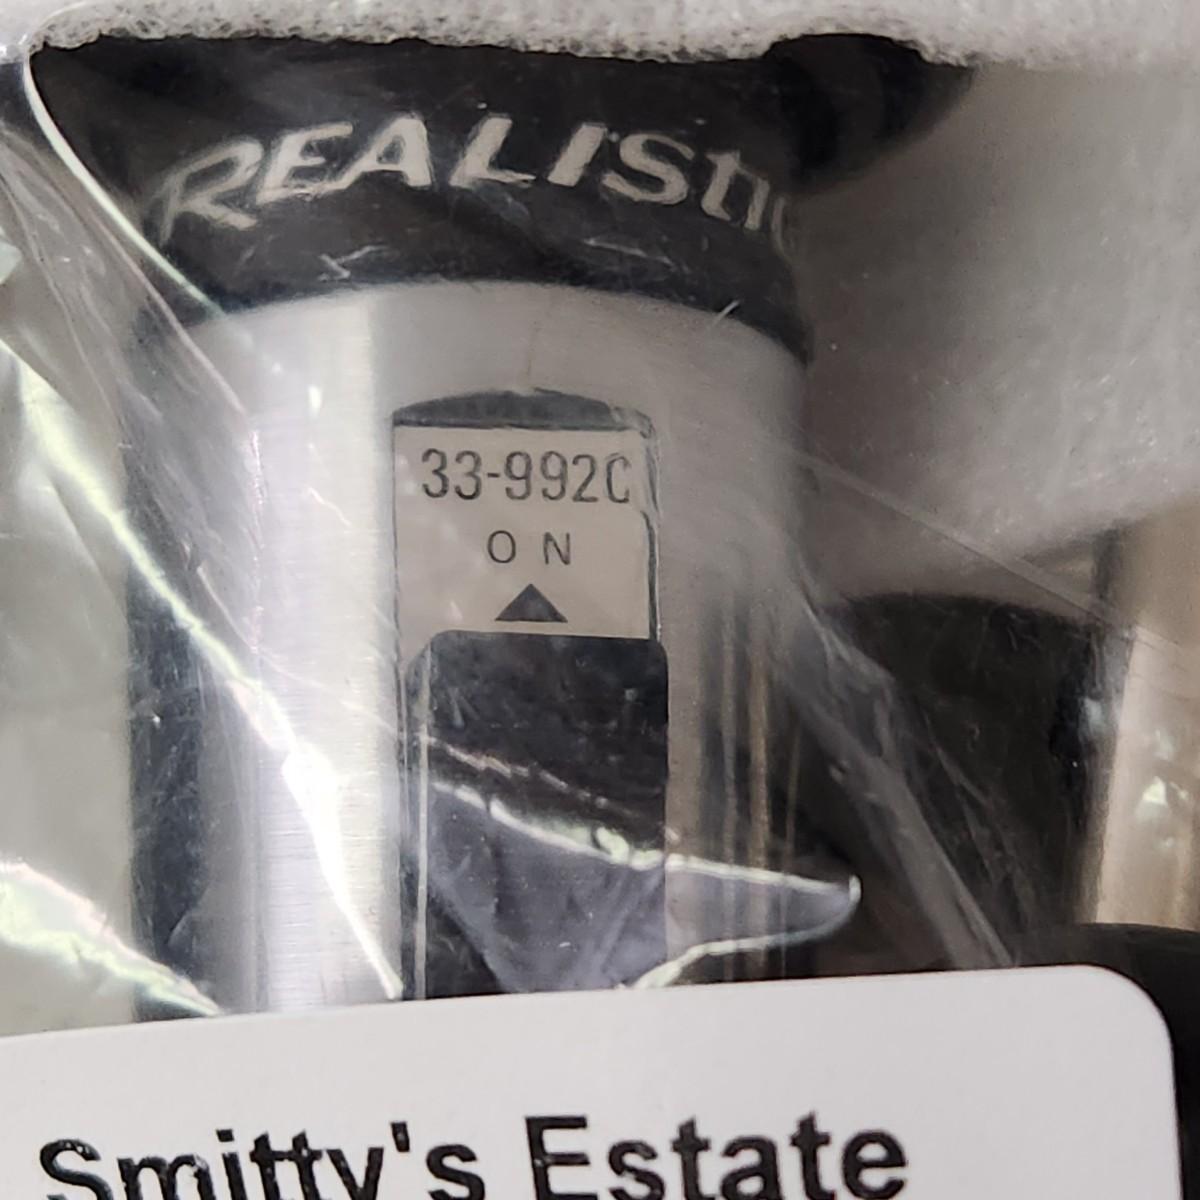 REALISTIC
33-992C
ON
Smitty's Estate